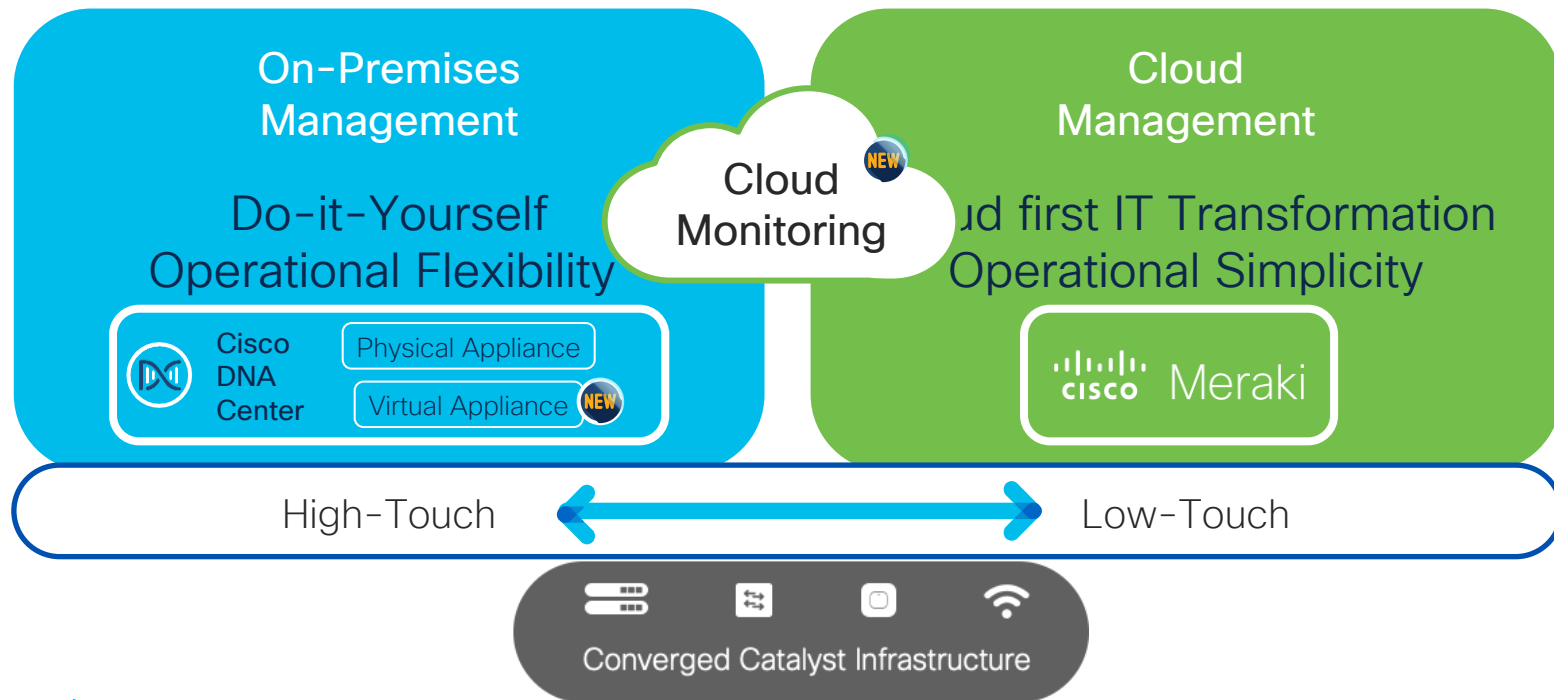 On-Premises
Management
Do-it-Yourself
Operational Flexibility
Cisco
DNA
Center
Physical Appliance
Virtual Appliance
NEW
Cloud
Monitoring
NEW
Cloud
Management
ud first IT Transformation
Operational Simplicity
CISCO Meraki
High-Touch
Low-Touch
Converged Catalyst Infrastructure